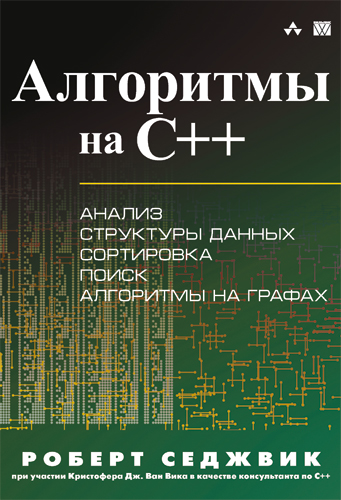 Алгоритмы
на C++
АНАЛИЗ
СТРУКТУРЫ ДАННЫХ
СОРТИРОВКА
ПОИСК
АЛГОРИТМЫ НА ГРАФАХ
РОБЕРТ СЕДЖВИК
при участии Кристофера Дж. Ван Вика в качестве консультанта по C++